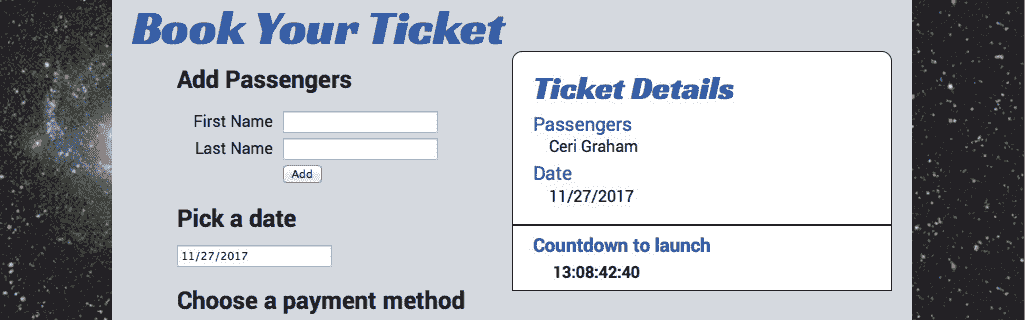 Book Your Ticket
Add Passengers
First Name
Last Name
Add
Pick a date
11/27/2017
Choose a payment method
Ticket Details
Passengers
Ceri Graham
Date
11/27/2017
Countdown to launch
13:08:42:40